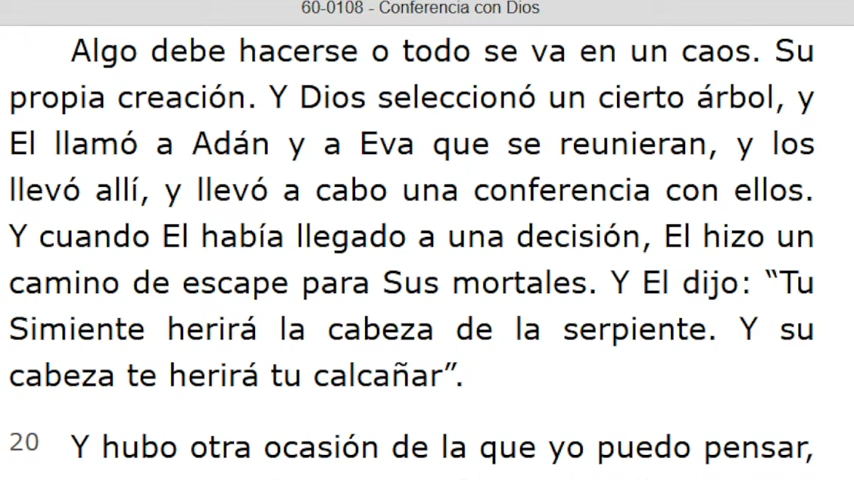 60-0108 - Conferencia con Dios
Algo debe hacerse o todo se va en un caos. Su
propia creación. Y Dios seleccionó un cierto árbol, y
El llamó a Adán y a Eva que se reunieran, y los
llevó allí, y llevó a cabo una conferencia con ellos.
Y cuando El había llegado a una decisión, El hizo un
camino de escape para Sus mortales. Y El dijo: “Tu
Simiente herirá la cabeza de la serpiente. Y su
cabeza te herirá tu calcañar”.
20 Y hubo otra ocasión de la que yo puedo pensar,